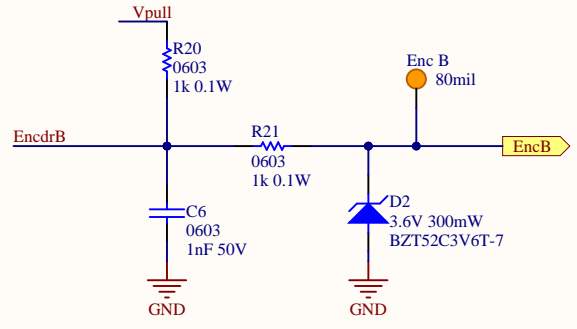 Vpull
R20
0603
1k 0.1W
Enc B
80mil
EncdrB
R21
0603
1k 0.1W
EncB
C6
0603
1nF 50V
D2
3.6V 300mW
BZT52C3V6T-7
GND
GND